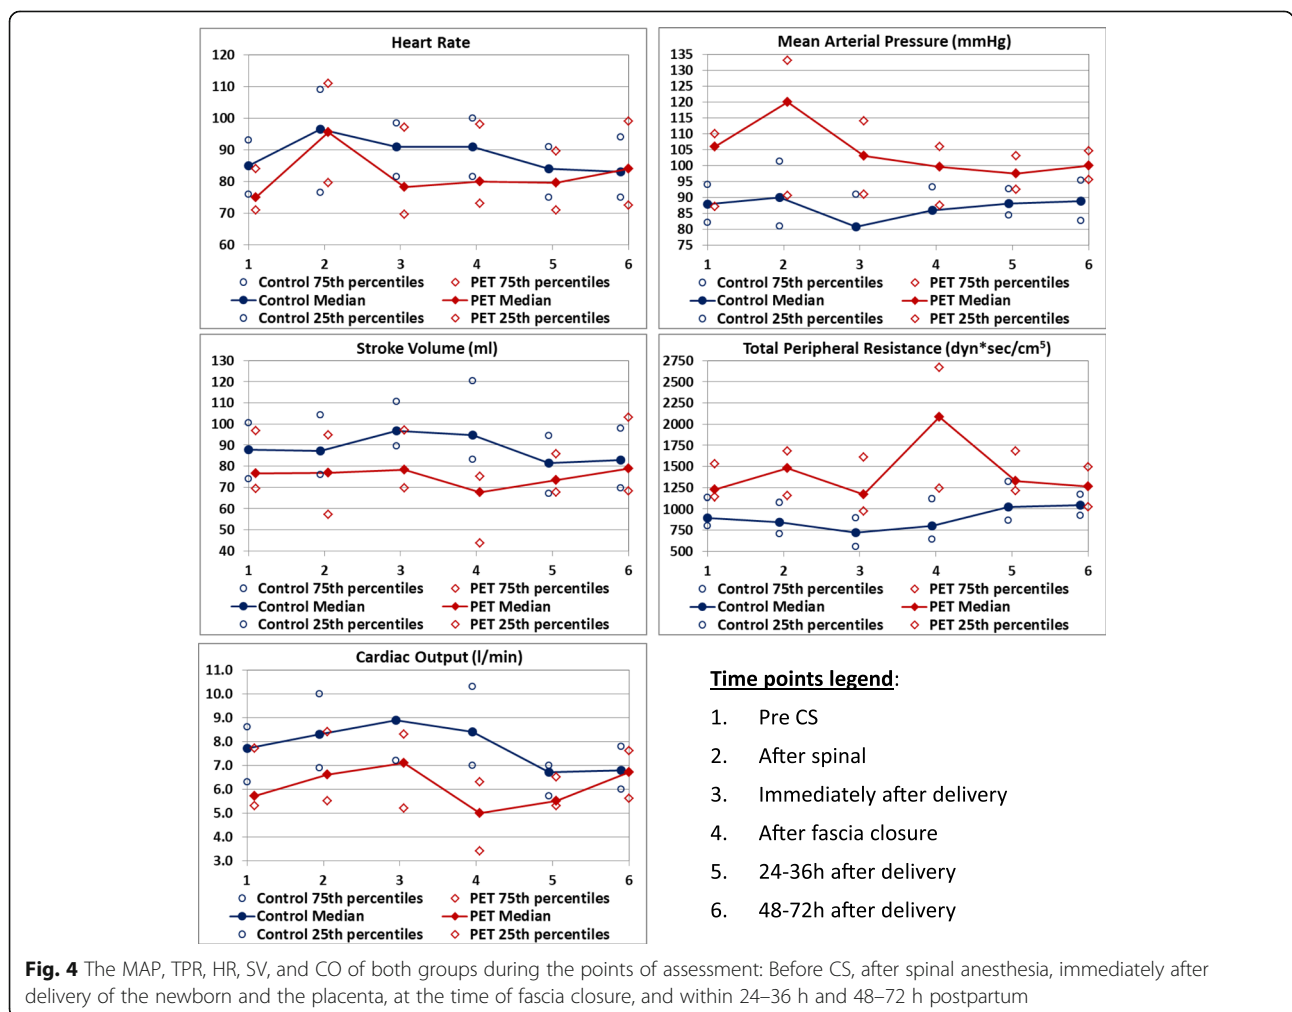 Heart Rate
120
110
100
90
80
70
60
1 2 3 4 5 6
Control 75th percentiles PET 75th percentiles
Control Median PET Median
Control 25th percentiles PET 25th percentiles
Mean Arterial Pressure (mmHg)
135
130
125
120
115
110
105
100
95
90
85
80
75
1 2 3 4 5 6
Control 75th percentiles PET 75th percentiles
Control Median PET Median
Control 25th percentiles PET 25th percentiles
Stroke Volume (ml)
130
120
110
100
90
80
70
60
50
40
1 2 3 4 5 6
Control 75th percentiles PET 75th percentiles
Control Median PET Median
Control 25th percentiles PET 25th percentiles
Total Peripheral Resistance (dyn*sec/cm⁵)
2750
2500
2250
2000
1750
1500
1250
1000
750
500
1 2 3 4 5 6
Control 75th percentiles PET 75th percentiles
Control Median PET Median
Control 25th percentiles PET 25th percentiles
Cardiac Output (l/min)
11.0
10.0
9.0
8.0
7.0
6.0
5.0
4.0
3.0
1 2 3 4 5 6
Control 75th percentiles PET 75th percentiles
Control Median PET Median
Control 25th percentiles PET 25th percentiles
Time points legend:
1. Pre CS
2. After spinal
3. Immediately after delivery
4. After fascia closure
5. 24-36h after delivery
6. 48-72h after delivery
Fig. 4 The MAP, TPR, HR, SV, and CO of both groups during the points of assessment: Before CS, after spinal anesthesia, immediately after
delivery of the newborn and the placenta, at the time of fascia closure, and within 24–36 h and 48–72 h postpartum